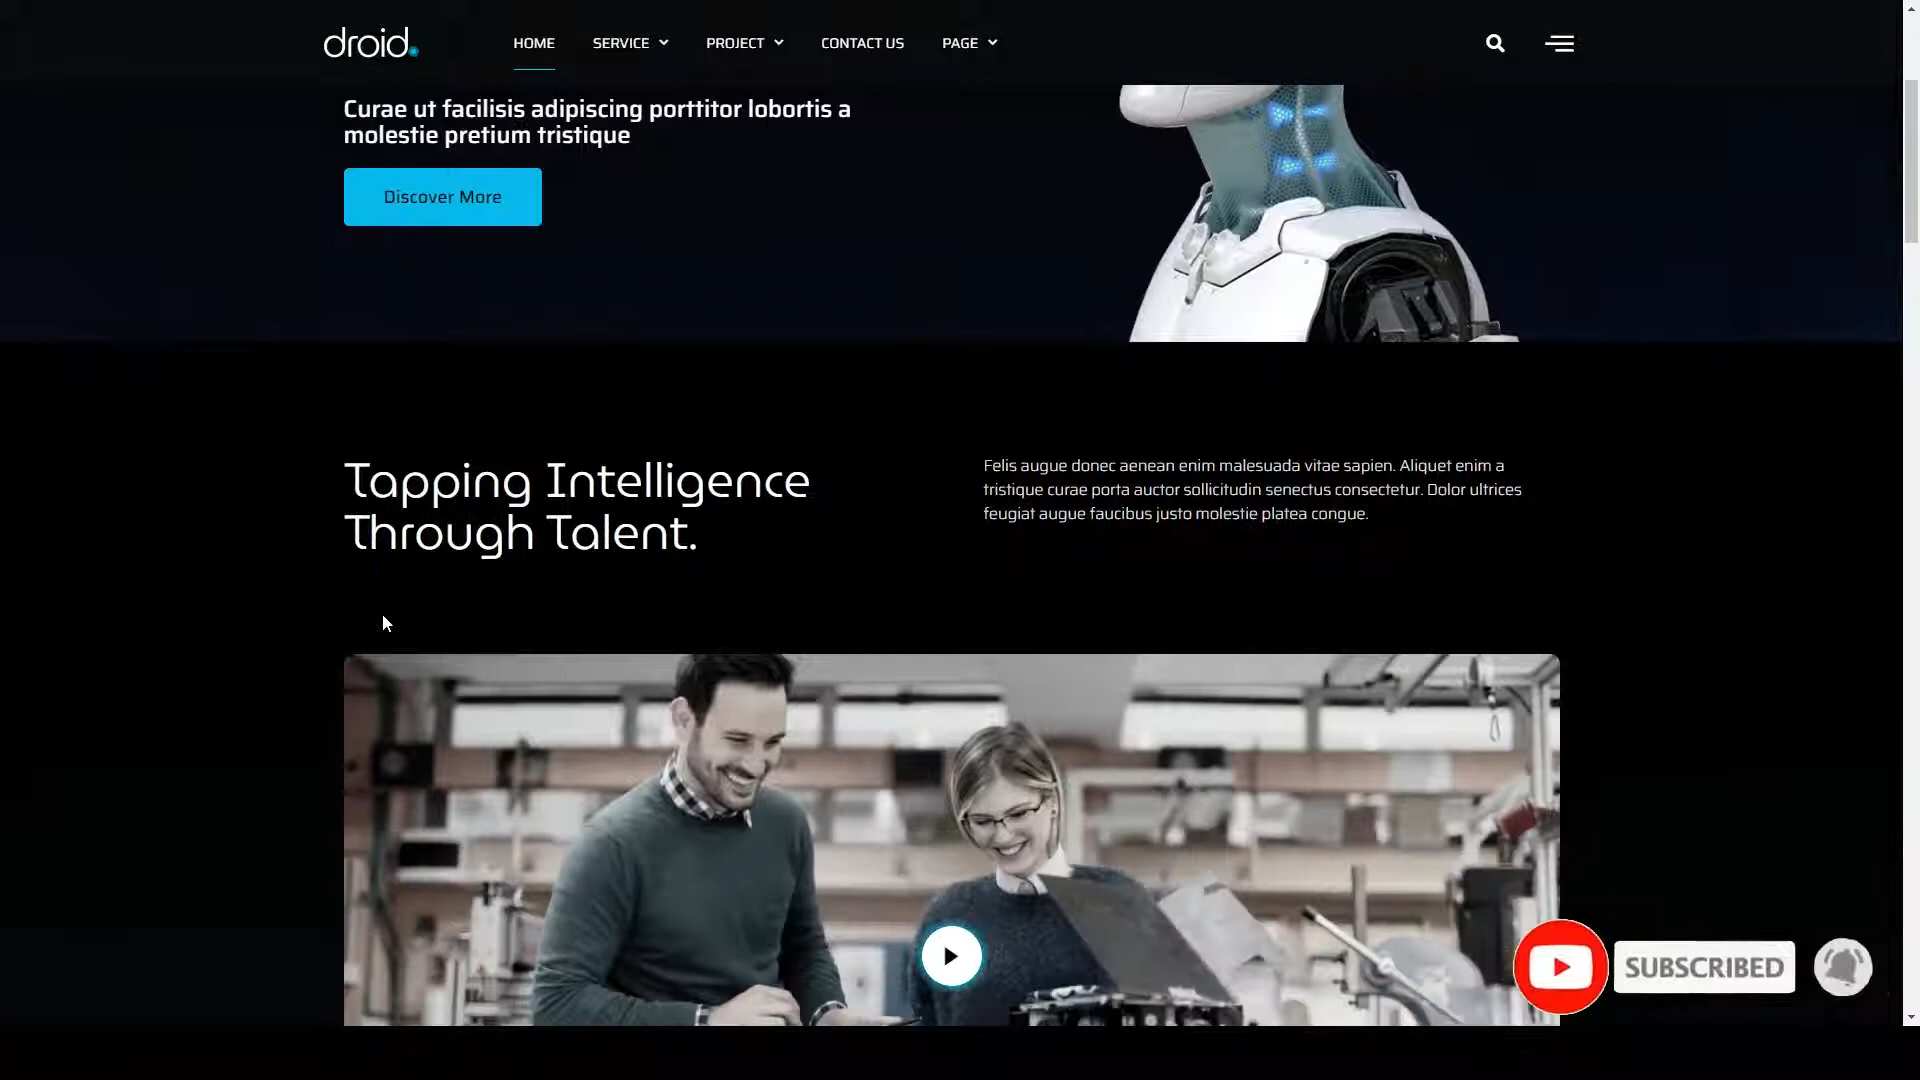 droid.
HOME SERVICE PROJECT CONTACT US PAGE
Curae ut facilisis adipiscing porttitor lobortis a
molestie pretium tristique
Discover More
Tapping Intelligence
Through Talent.
Felis augue donec aenean enim malesuada vitae sapien. Aliquet enim a
tristique curae porta auctor sollicitudin senectus consectetur. Dolor ultrices
feugiat augue faucibus justo molestie platea congue.
SUBSCRIBED